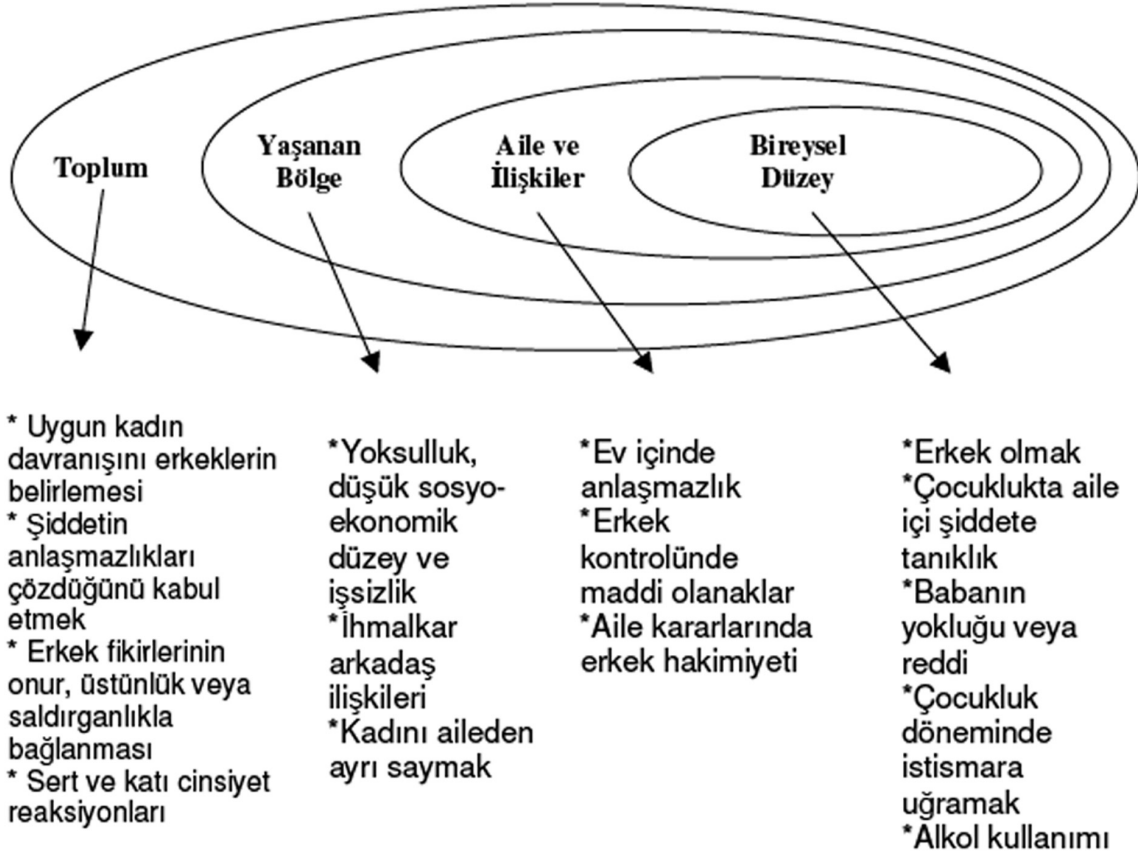 Toplum
Yaşanan
Bölge
Aile ve
İlişkiler
Bireysel
Düzey
* Uygun kadın
davranışını erkeklerin
belirlemesi
* Şiddetin
anlaşmazlıkları
çözdüğünü kabul
etmek
* Erkek fikirlerinin
onur, üstünlük veya
saldırganlıkla
bağlanması
* Sert ve katı cinsiyet
reaksiyonları
*Yoksulluk,
düşük sosyo-
ekonomik
düzey ve
işsizlik
*İhmalkar
arkadaş
ilişkileri
*Kadını aileden
ayrı saymak
*Ev içinde
anlaşmazlık
*Erkek
kontrolünde
maddi olanaklar
*Aile kararlarında
erkek hakimiyeti
*Erkek olmak
*Çocuklukta aile
içi şiddete
tanıklık
*Babanın
yokluğu veya
reddi
*Çocukluk
döneminde
istismara
uğramak
*Alkol kullanımı